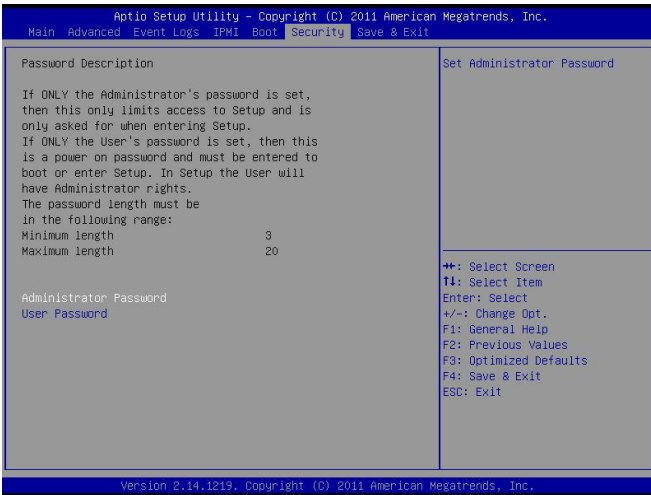 Aptio Setup Utility – Copyright (C) 2011 American Megatrends, Inc.
Main Advanced Event Logs IPMI Boot Security Save & Exit
Password Description
If ONLY the Administrator's password is set,
then this only limits access to Setup and is
only asked for when entering Setup.
If ONLY the User's password is set, then this
is a power on password and must be entered to
boot or enter Setup. In Setup the User will
have Administrator rights.
The password length must be
in the following range:
Minimum length 3
Maximum length 20
Administrator Password
User Password
Set Administrator Password
→←: Select Screen
↑↓: Select Item
Enter: Select
+/-: Change Opt.
F1: General Help
F2: Previous Values
F3: Optimized Defaults
F4: Save & Exit
ESC: Exit
Version 2.14.1219. Copyright (C) 2011 American Megatrends, Inc.